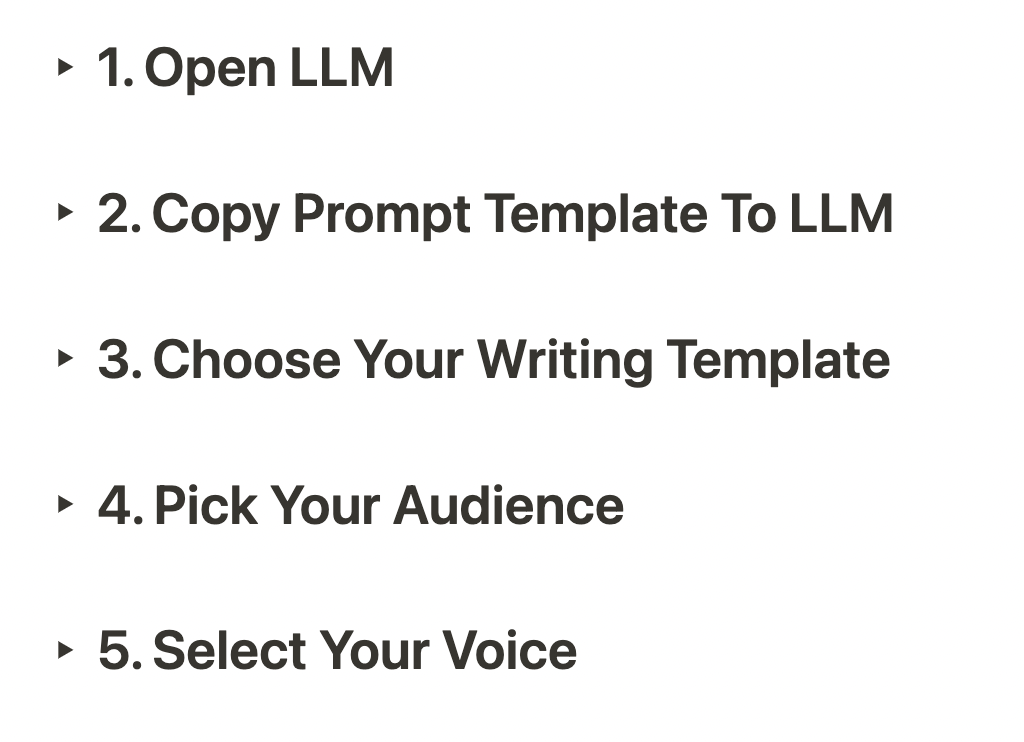 1. Open LLM
2. Copy Prompt Template To LLM
3. Choose Your Writing Template
4. Pick Your Audience
5. Select Your Voice